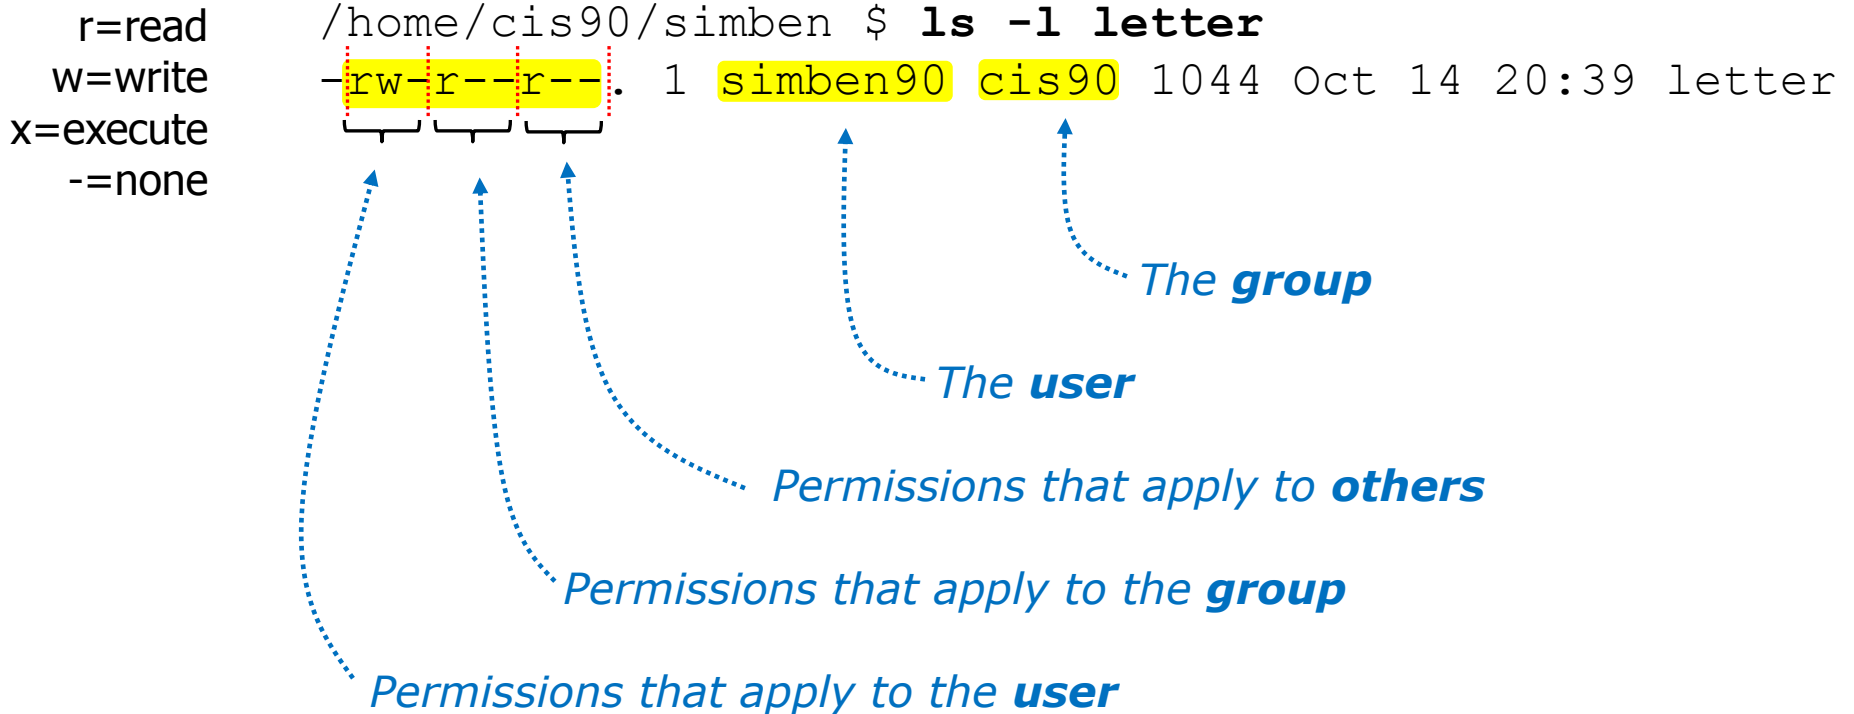 r=read
w=write
x=execute
-=none
/home/cis90/simben $ ls -l letter
-rw-r--r--. 1 simben90 cis90 1044 Oct 14 20:39 letter
The group
The user
Permissions that apply to others
Permissions that apply to the group
Permissions that apply to the user